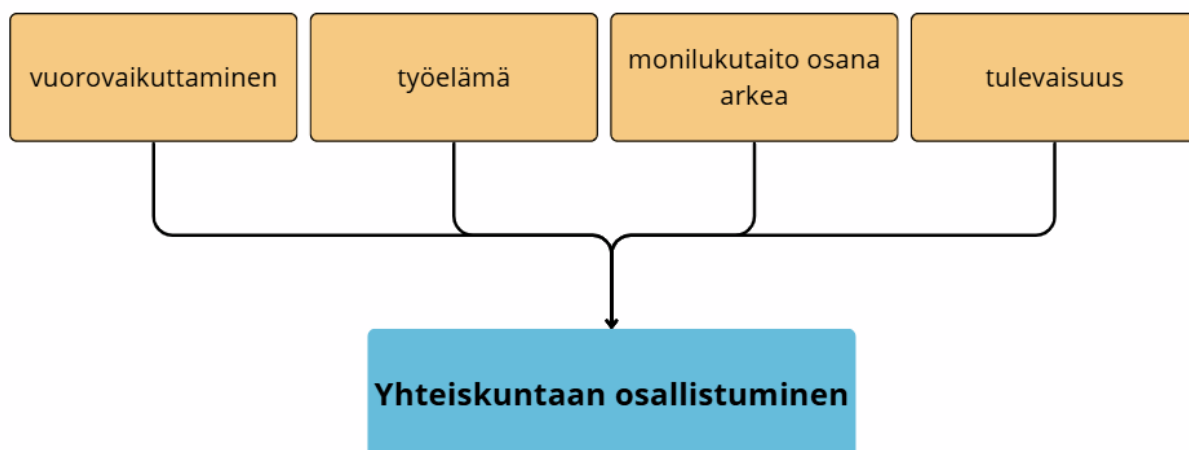 vuorovaikuttaminen
työelämä
monilukutaito osana
arkea
tulevaisuus
Yhteiskuntaan osallistuminen